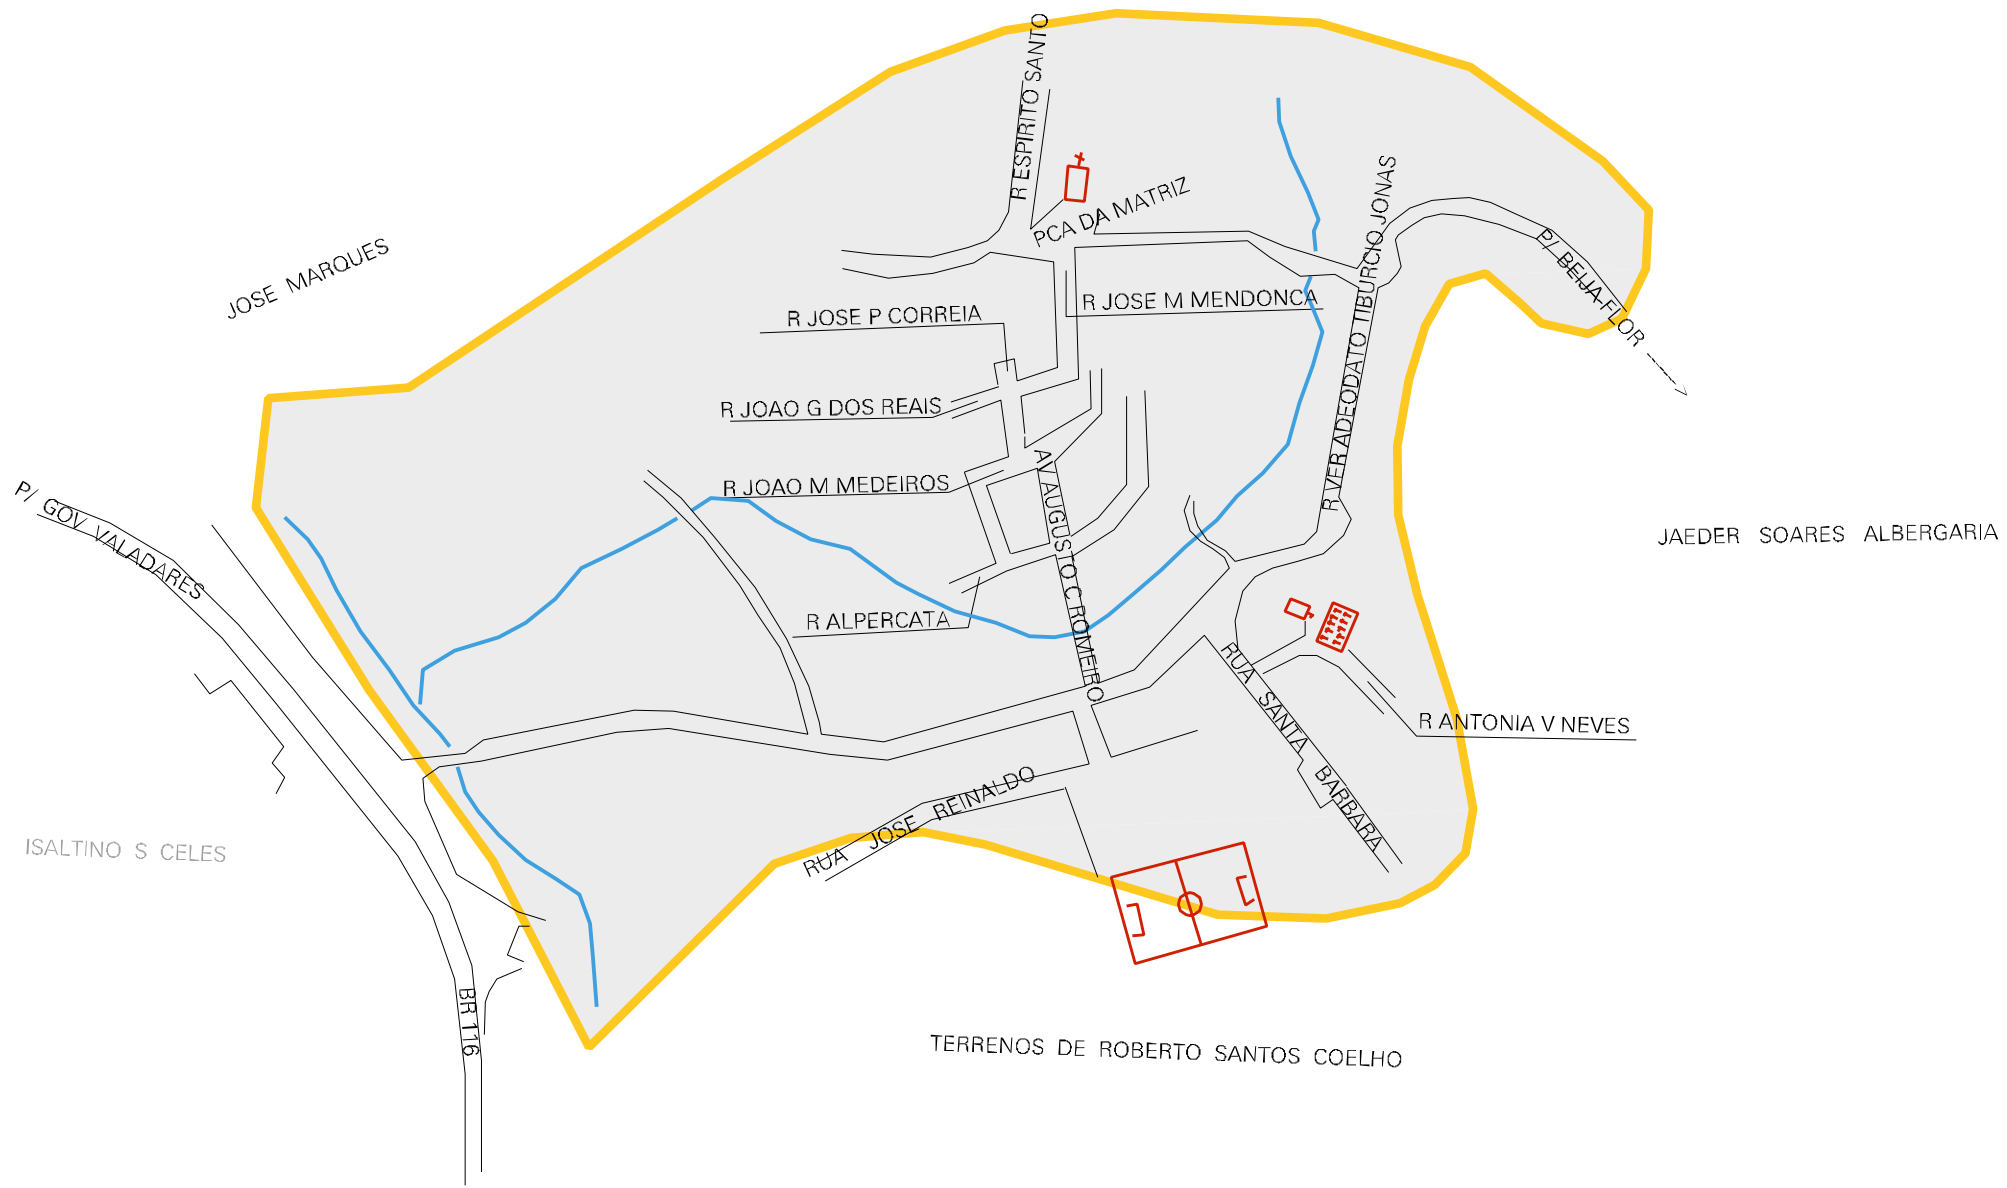 R ESPIRITO SANTO
PCA DA MATRIZ
R VER ADEODATO TIBURCIO JONAS
P/ BEIJA-FLOR
JOSE MARQUES
R JOSE P CORREIA
R JOSE M MENDONCA
R JOAO G DOS REAIS
R JOAO M MEDEIROS
AV AUGUSTO C ROMEIRO
P/ GOV VALADARES
JAEDER SOARES ALBERGARIA
R ALPERCATA
RUA SANTA BARBARA
R ANTONIA V NEVES
RUA JOSE REINALDO
ISALTINO S CELES
BR 116
TERRENOS DE ROBERTO SANTOS COELHO